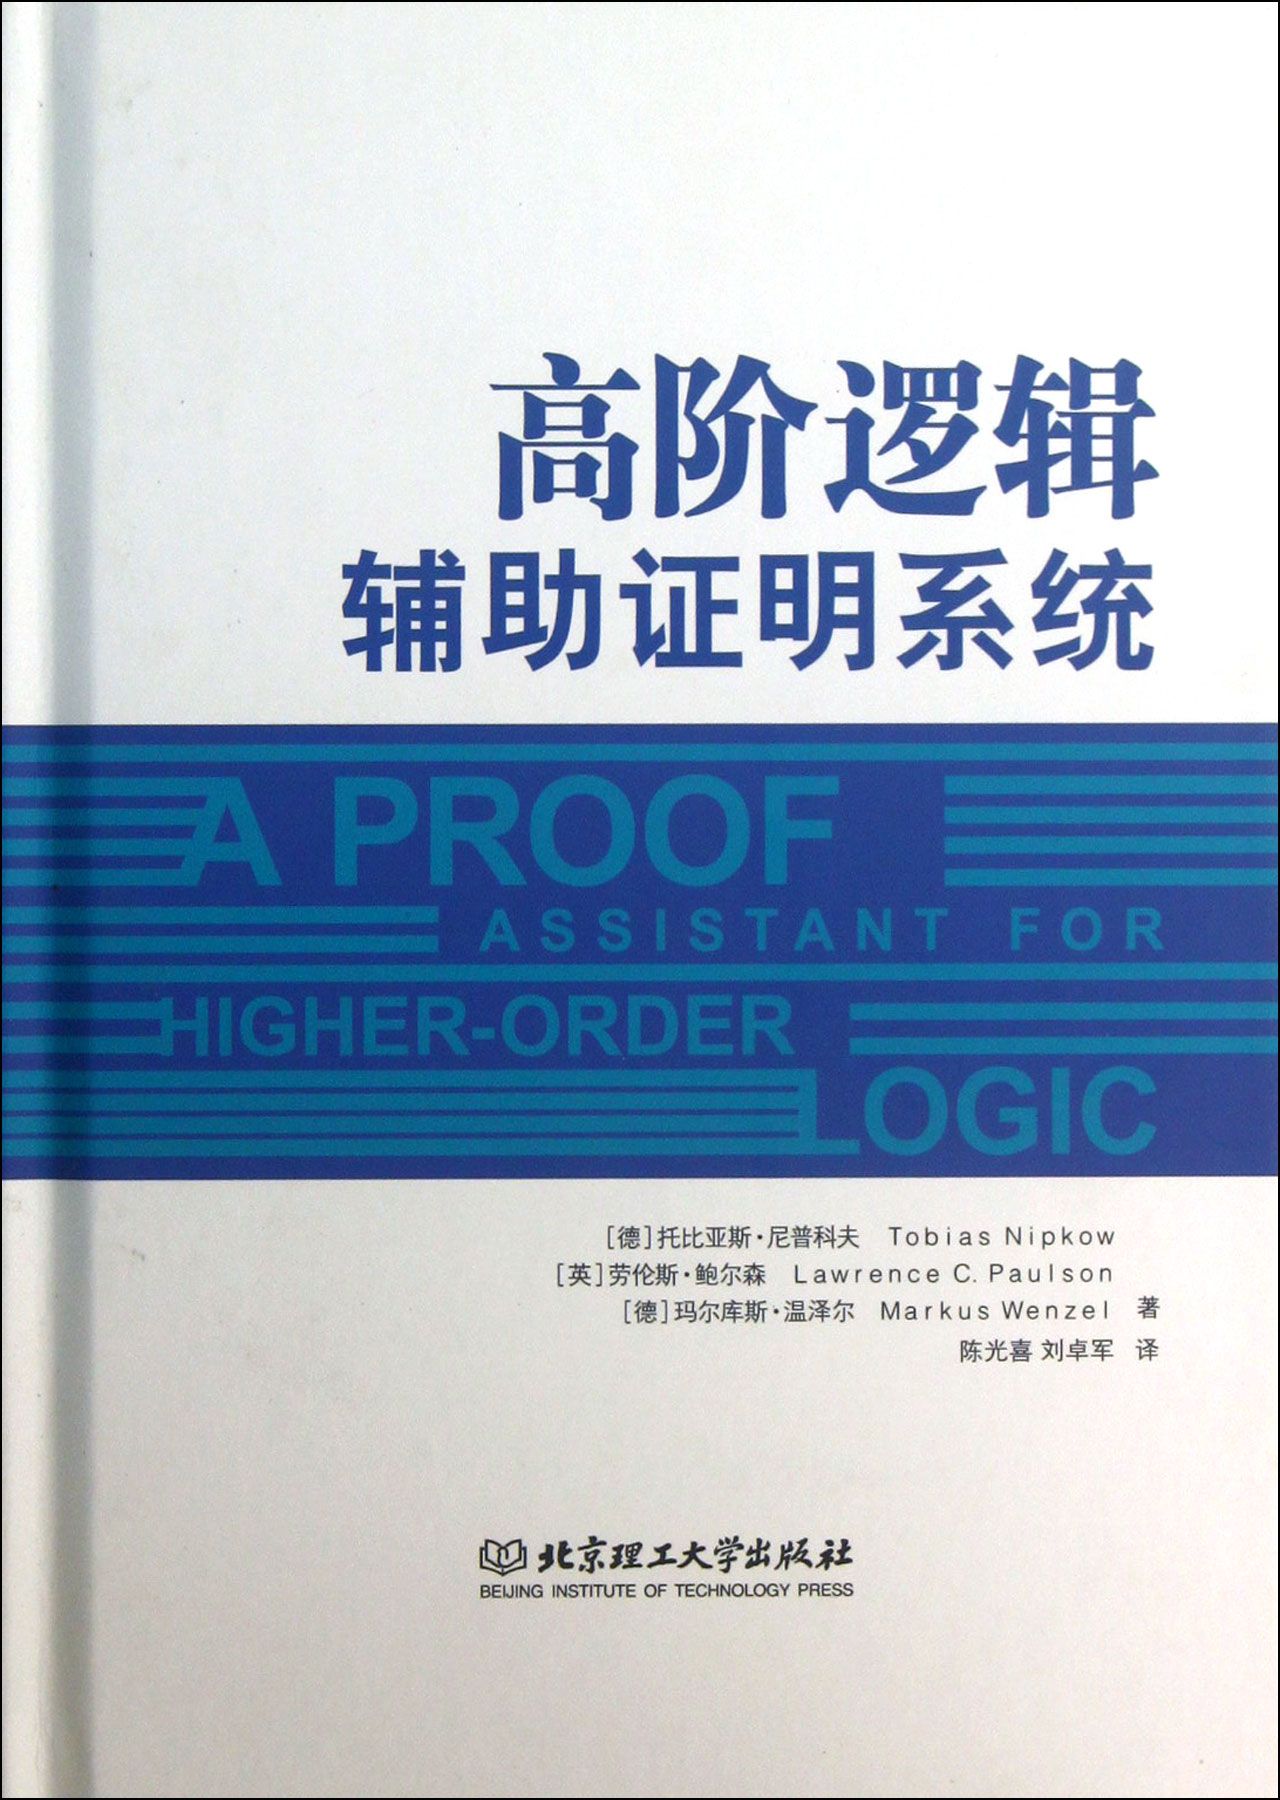 高阶逻辑
辅助证明系统
A PROOF
ASSISTANT FOR
HIGHER-ORDER
LOGIC
[德]托比亚斯·尼普科夫 Tobias Nipkow
[英]劳伦斯·鲍尔森 Lawrence C. Paulson
[德]玛尔库斯·温泽尔 Markus Wenzel 著
陈光喜 刘卓军 译
北京理工大学出版社
BEIJING INSTITUTE OF TECHNOLOGY PRESS